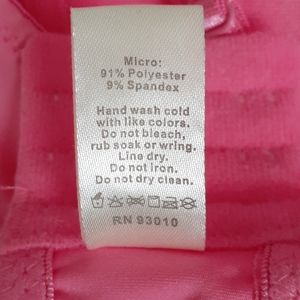 Micro:
91% Polyester
9% Spandex
Hand wash cold
with like colors.
Do not bleach,
rub soak or wring.
Line dry.
Do not iron.
Do not dry clean.
RN 93010